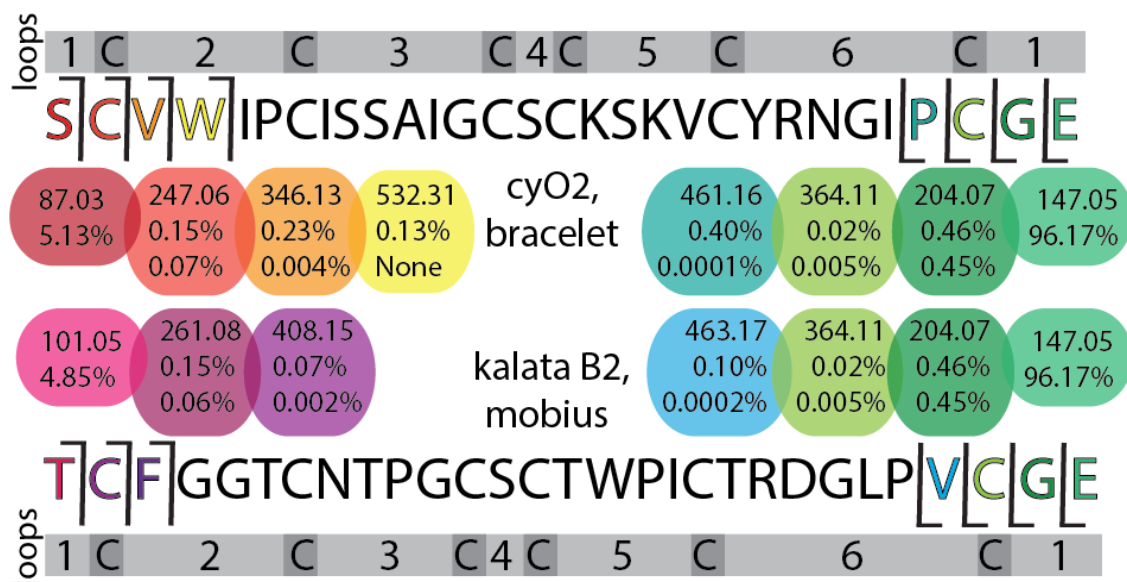 loops
1 C 2 C 3 C 4 C 5 C 6 C 1
SCVWIPCISSAIGCSCKSKVCYRNGIPCGE
87.03 247.06 346.13 532.31 cyO2, 461.16 364.11 204.07 147.05
5.13% 0.15% 0.23% 0.13% bracelet 0.40% 0.02% 0.46% 96.17%
0.07% 0.004% None 0.0001% 0.005% 0.45%
101.05 261.08 408.15 kalata B2, 463.17 364.11 204.07 147.05
4.85% 0.15% 0.07% mobius 0.10% 0.02% 0.46% 96.17%
0.06% 0.002% 0.0002% 0.005% 0.45%
TCFGGTCNTPGCSCTWPICTRDGLPVCGE
oops
1 C 2 C 3 C 4 C 5 C 6 C 1